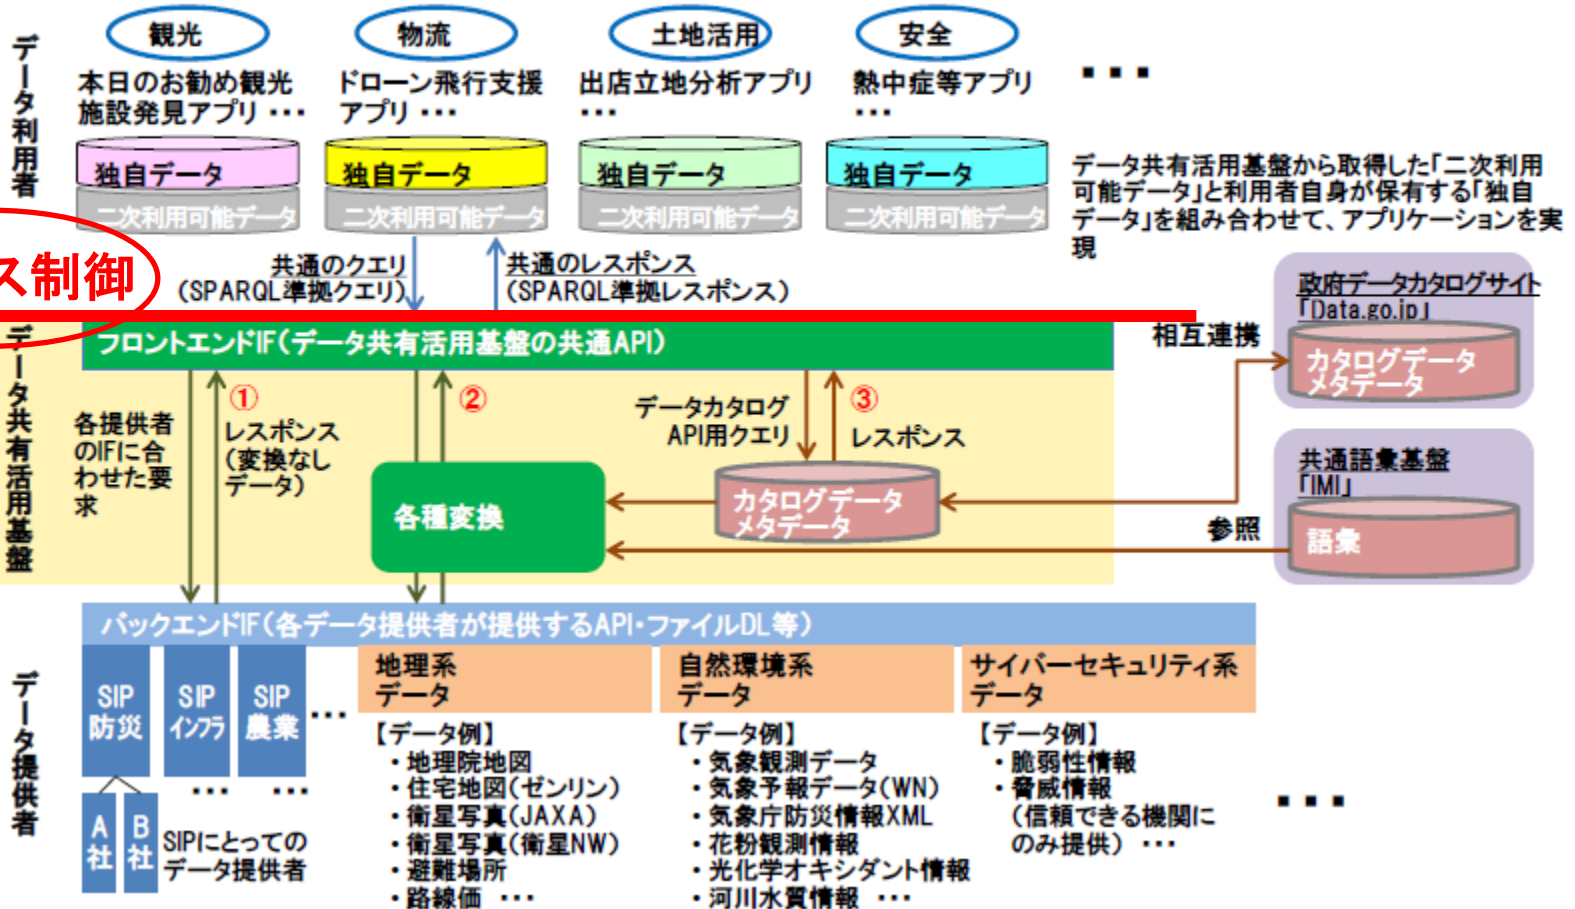 データ利用者
観光
物流
土地活用
安全
本日のお勧め観光
施設発見アプリ ・・・
ドローン飛行支援
アプリ ・・・
出店立地分析アプリ
・・・
熱中症等アプリ
・・・
・・・
独自データ
二次利用可能データ
独自データ
二次利用可能データ
独自データ
二次利用可能データ
独自データ
二次利用可能データ
データ共有活用基盤から取得した「二次利用
可能データ」と利用者自身が保有する「独自
データ」を組み合わせて、アプリケーションを実
現
ス制御
共通のクエリ
(SPARQL準拠クエリ)
共通のレスポンス
(SPARQL準拠レスポンス)
データ共有活用基盤
フロントエンドIF(データ共有活用基盤の共通API)
各提供者
のIFに合
わせた要
求
①
レスポンス
(変換なし
データ)
②
データカタログ
API用クエリ
③
レスポンス
各種変換
カタログデータ
メタデータ
相互連携
政府データカタログサイト
「Data.go.jp」
カタログデータ
メタデータ
参照
共通語彙基盤
「IMI」
語彙
データ提供者
バックエンドIF(各データ提供者が提供するAPI・ファイルDL等)
SIP
防災
SIP
インフラ
SIP
農業
・・・
・・・
・・・
A
社
B
社
SIPにとっての
データ提供者
地理系
データ
【データ例】
・地理院地図
・住宅地図(ゼンリン)
・衛星写真(JAXA)
・衛星写真(衛星NW)
・避難場所
・路線価 ・・・
自然環境系
データ
【データ例】
・気象観測データ
・気象予報データ(WN)
・気象庁防災情報XML
・花粉観測情報
・光化学オキシダント情報
・河川水質情報 ・・・
サイバーセキュリティ系
データ
【データ例】
・脆弱性情報
・脅威情報
(信頼できる機関に
のみ提供) ・・・
・・・